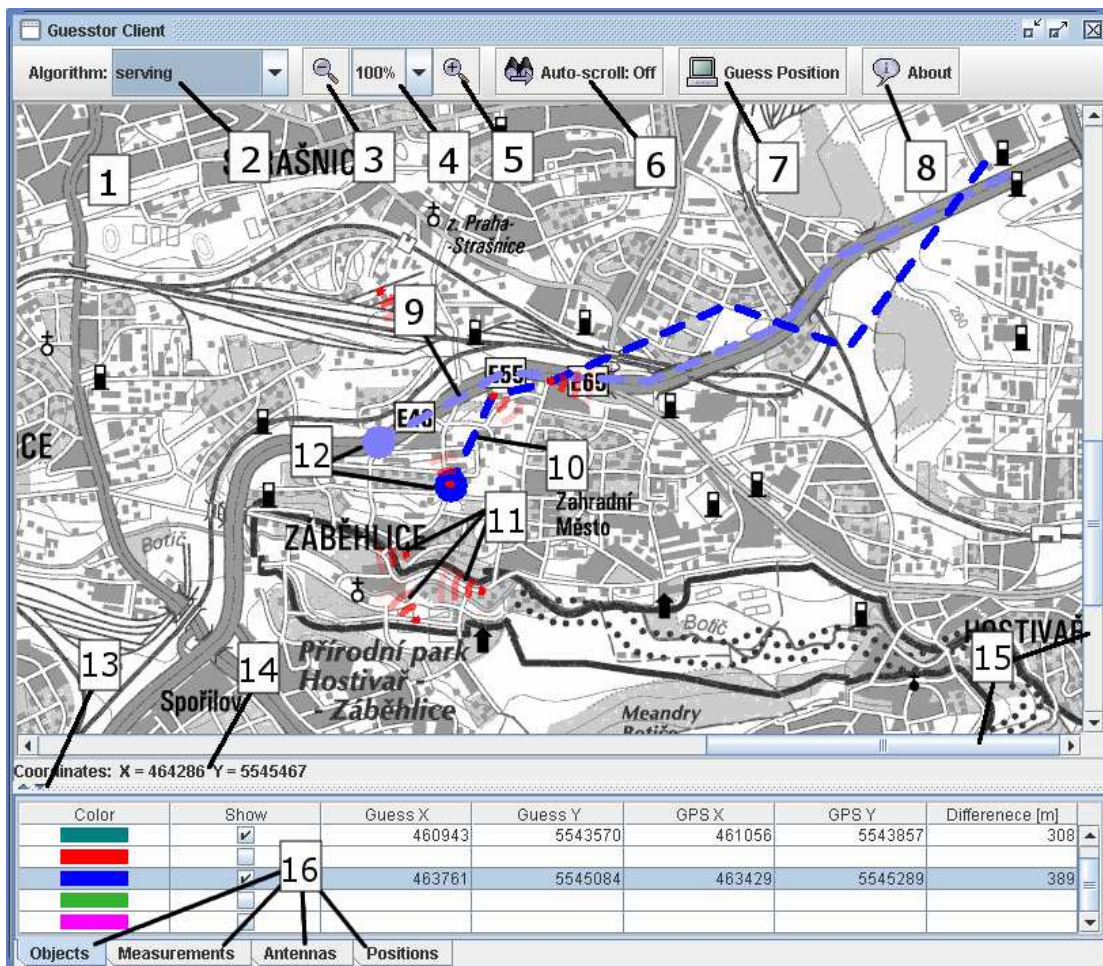 Guesstor Client
Algorithm: serving 100% Auto-scroll: Off Guess Position About
1 2 3 4 5 6 7 8
STRAŠNIC
z. Praha-
-Strašnice
9
260
E55
E65
E48
ICE
12 10
11
Zahradní
Město
ZÁBĚHLICE
Botič
Botič
HOSTIVAŘ
13 14 15
Přírodní park
Hostivař -
- Záběhlice
Spořilov
Meandry
Botiče
Coordinates: X = 464286 Y = 5545467
Color Show Guess X Guess Y GPS X GPS Y Differenece [m]
460943 5543570 461056 5543857 308
16
463761 5545084 463429 5545289 389
Objects Measurements Antennas Positions